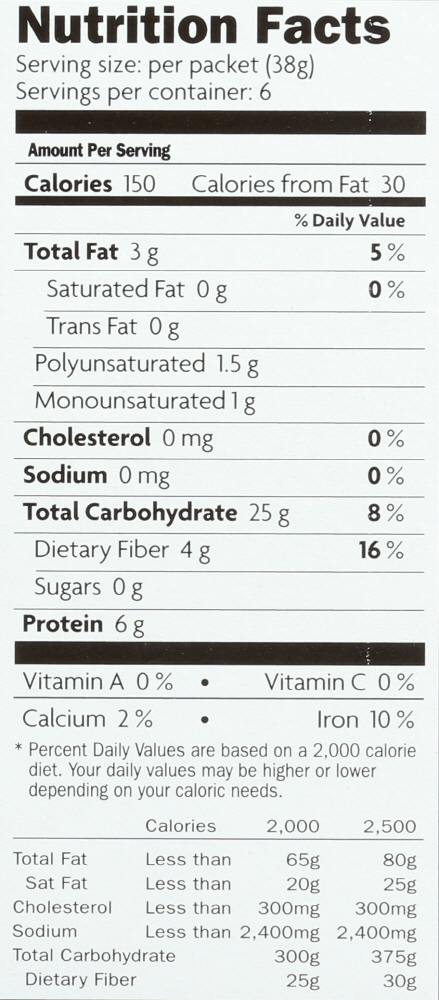 Nutrition Facts
Serving size: per packet (38g)
Servings per container: 6
Amount Per Serving
Calories 150 Calories from Fat 30
% Daily Value
Total Fat 3 g 5 %
Saturated Fat 0 g 0 %
Trans Fat 0 g
Polyunsaturated 1.5 g
Monounsaturated 1 g
Cholesterol 0 mg 0 %
Sodium 0 mg 0 %
Total Carbohydrate 25 g 8 %
Dietary Fiber 4 g 16 %
Sugars 0 g
Protein 6 g
Vitamin A 0 % • Vitamin C 0 %
Calcium 2 % • Iron 10 %
* Percent Daily Values are based on a 2,000 calorie
diet. Your daily values may be higher or lower
depending on your caloric needs.
Calories 2,000 2,500
Total Fat Less than 65g 80g
Sat Fat Less than 20g 25g
Cholesterol Less than 300mg 300mg
Sodium Less than 2,400mg 2,400mg
Total Carbohydrate 300g 375g
Dietary Fiber 25g 30g